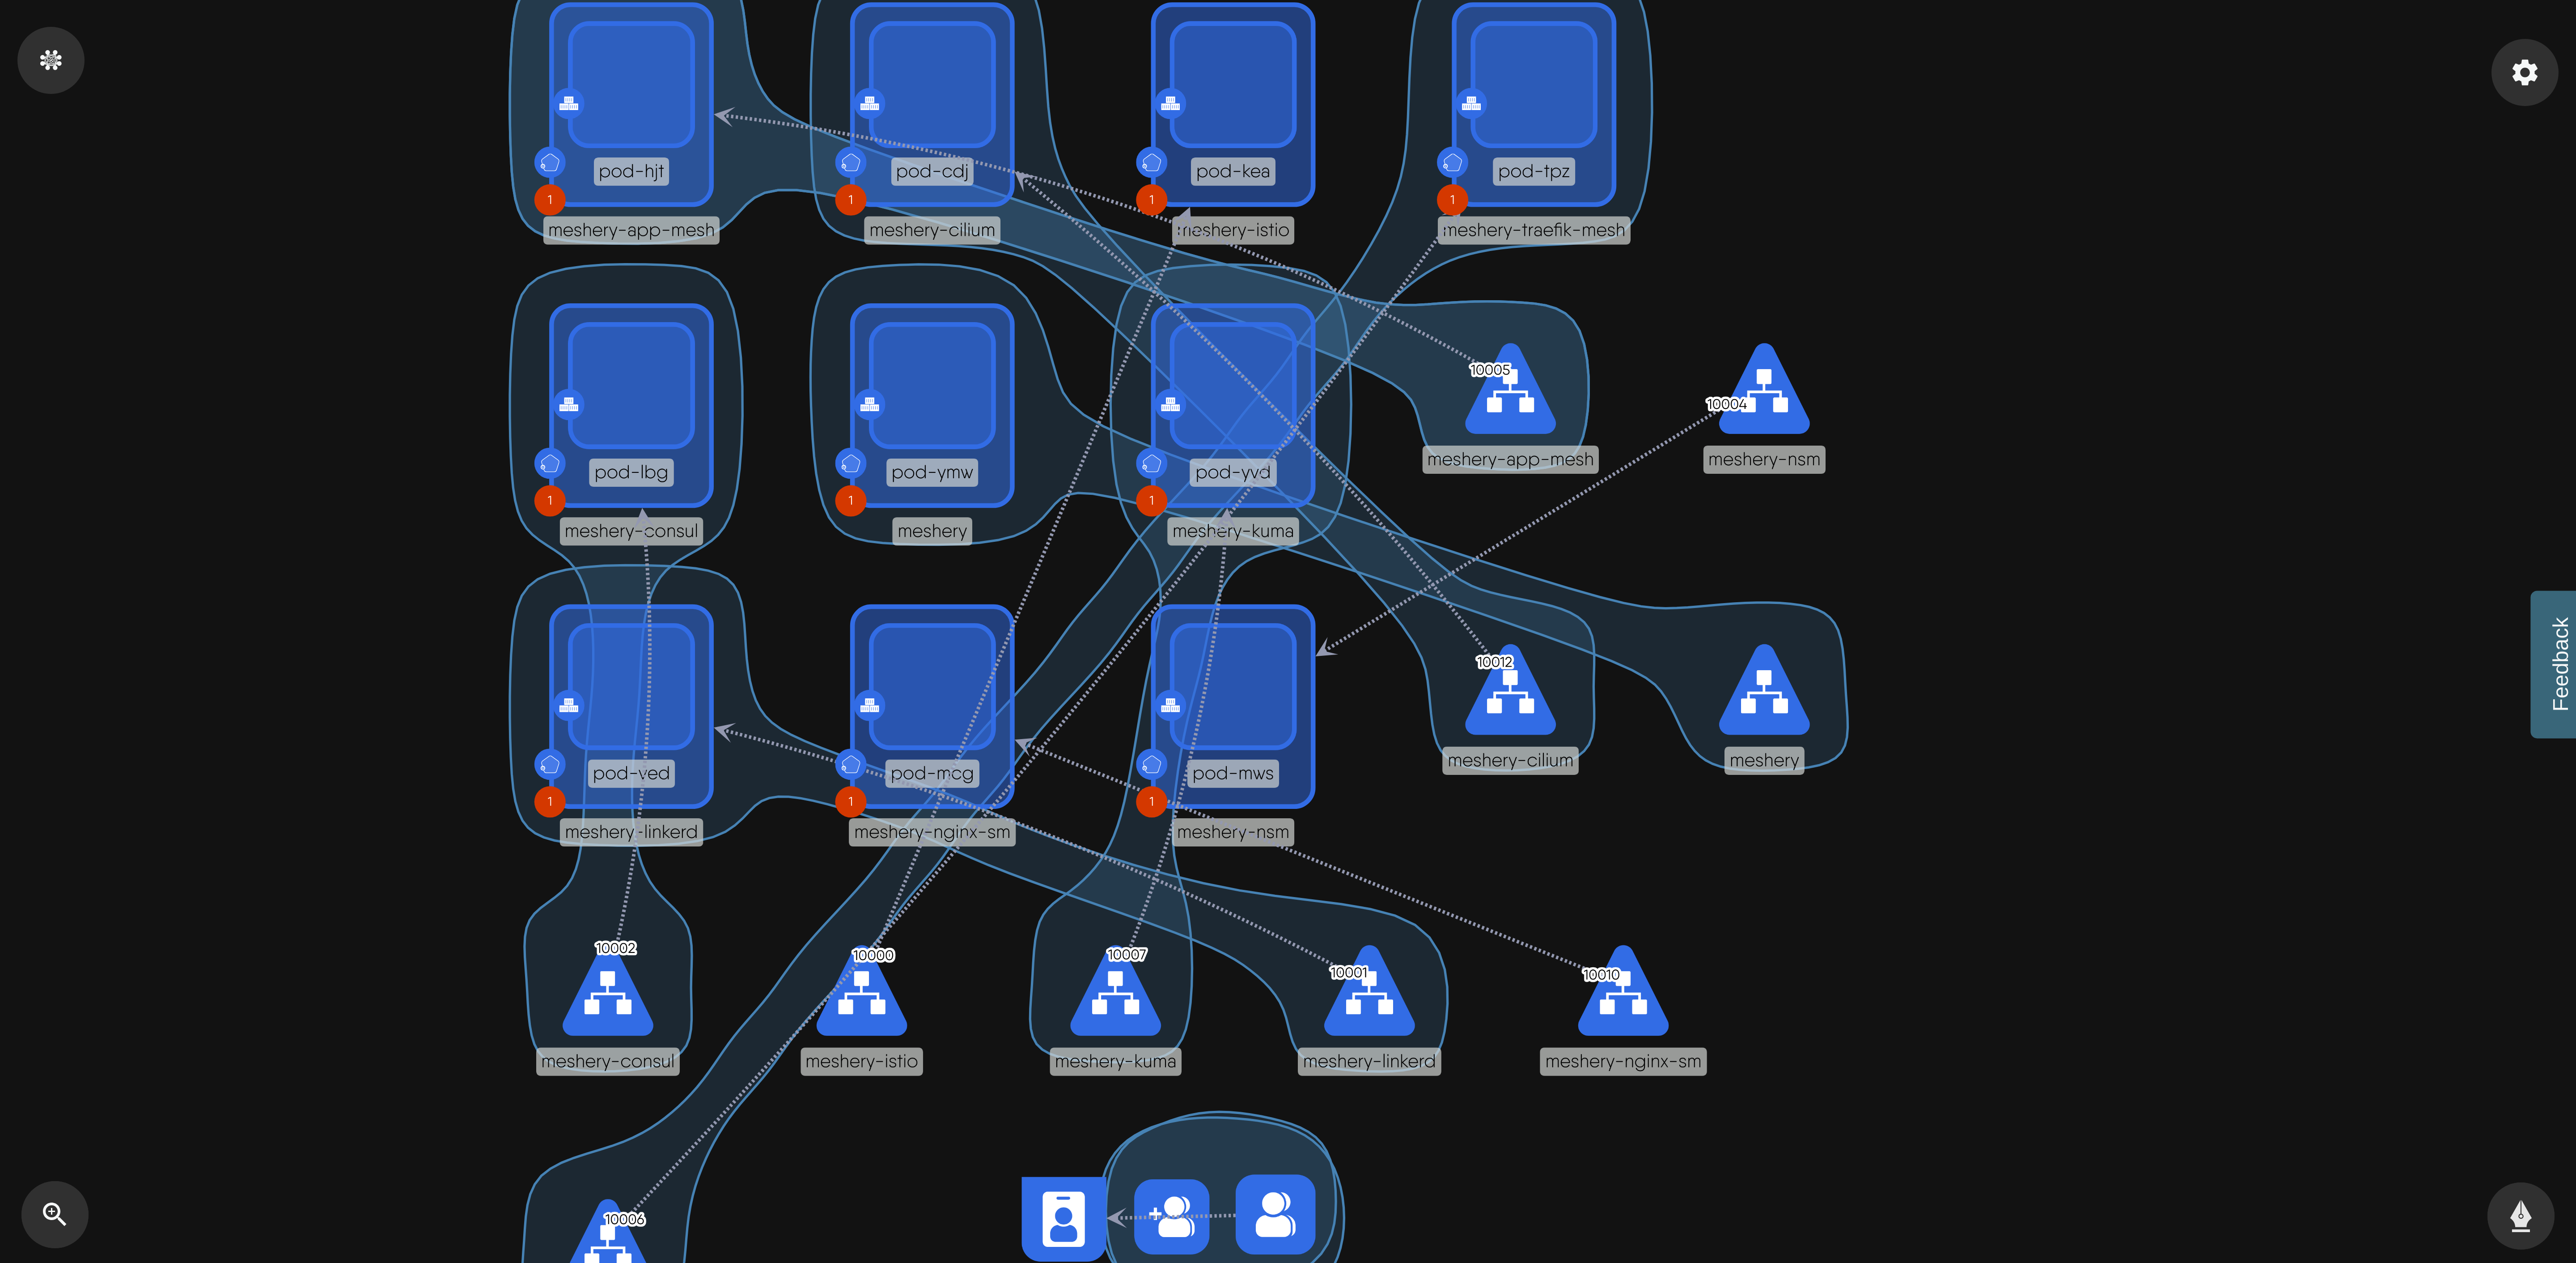 pod-hjt
pod-cdj
pod-kea
pod-tpz
1
1
1
1
meshery-app-mesh
meshery-cilium
meshery-istio
meshery-traefik-mesh
10005
10004
pod-lbg
pod-ymw
pod-yyd
meshery-app-mesh
meshery-nsm
1
1
1
meshery-consul
meshery
meshery-kuma
10012
Feedback
pod-ved
pod-mcg
pod-mws
meshery-cilium
meshery
1
1
1
meshery-linkerd
meshery-nginx-sm
meshery-nsm
10002
10000
10007
10001
10010
meshery-consul
meshery-istio
meshery-kuma
meshery-linkerd
meshery-nginx-sm
10006